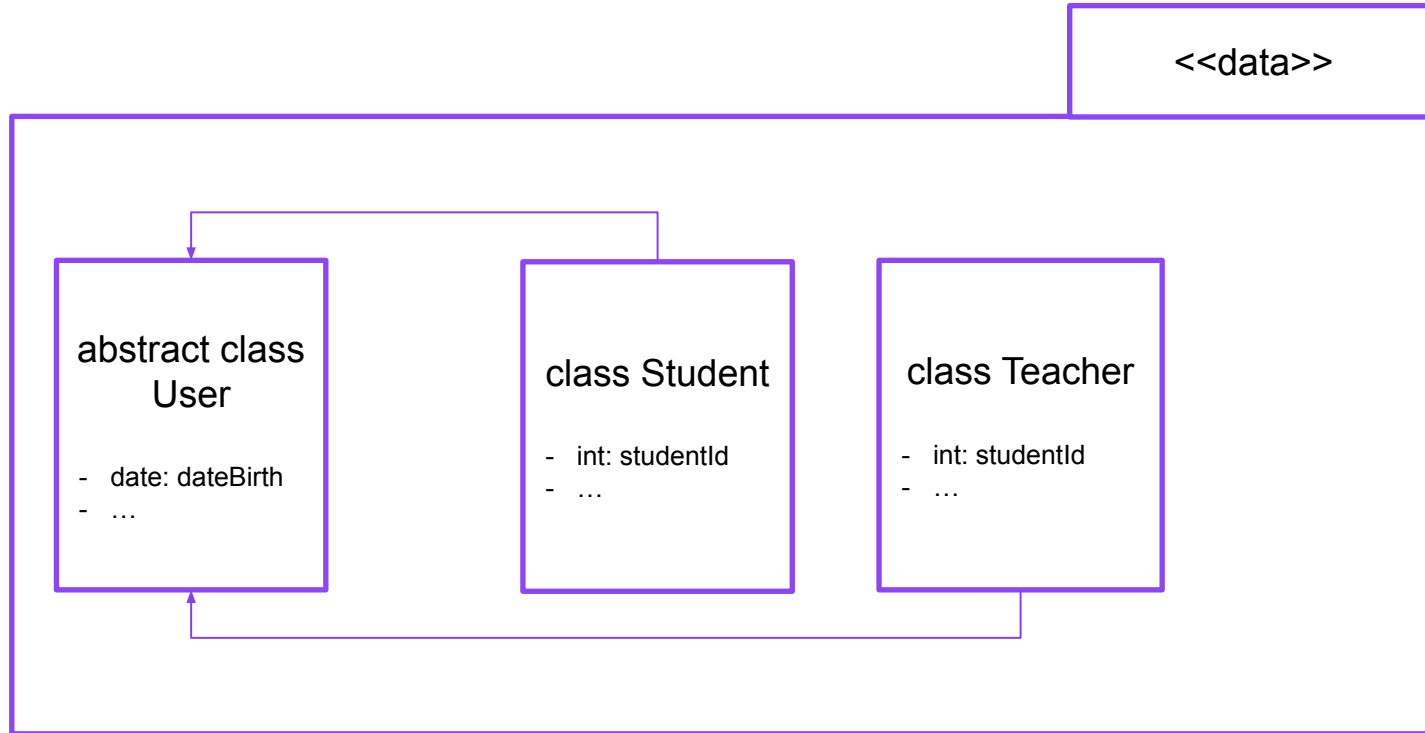 <<data>>
abstract class
User
- date: dateBirth
- …
class Student
- int: studentId
- …
class Teacher
- int: studentId
- …